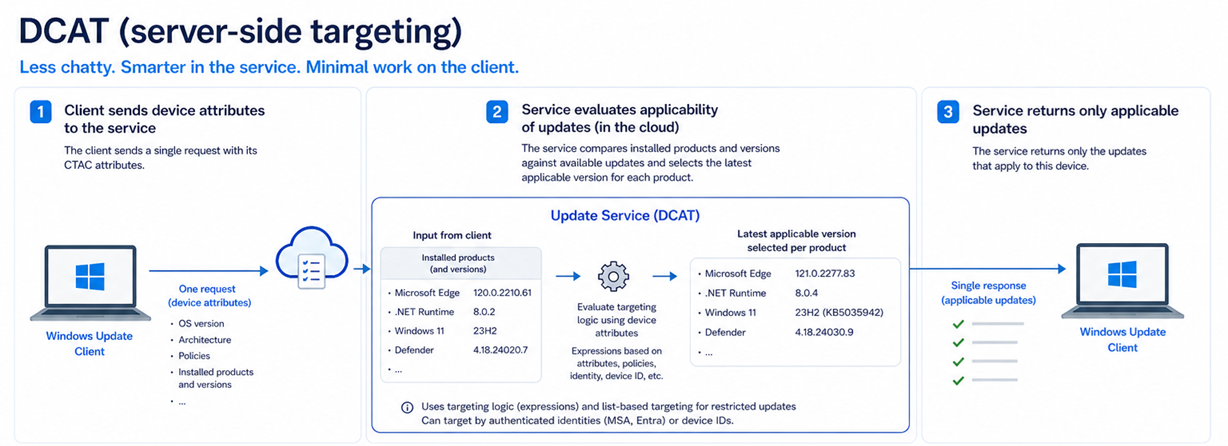 DCAT (server-side targeting)
Less chatty. Smarter in the service. Minimal work on the client.
1
Client sends device attributes
to the service
The client sends a single request with its
CTAC attributes.
Windows Update
Client
One request
(device attributes)
• OS version
• Architecture
• Policies
• Installed products
and versions
• ...
2
Service evaluates applicability
of updates (in the cloud)
The service compares installed products and versions
against available updates and selects the latest
applicable version for each product.
Update Service (DCAT)
Input from client
Installed products
(and versions)
• Microsoft Edge 120.0.2210.61
• .NET Runtime 8.0.2
• Windows 11 23H2
• Defender 4.18.24020.7
• ...
Evaluate targeting
logic using device
attributes
Expressions based on
attributes, policies,
identity, device ID, etc.
Latest applicable version
selected per product
• Microsoft Edge 121.0.2277.83
• .NET Runtime 8.0.4
• Windows 11 23H2 (KB5035942)
• Defender 4.18.24030.9
• ...
Uses targeting logic (expressions) and list-based targeting for restricted updates
Can target by authenticated identities (MSA, Entra) or device IDs.
3
Service returns only applicable
updates
The service returns only the updates
that apply to this device.
Single response
(applicable updates)
Windows Update
Client